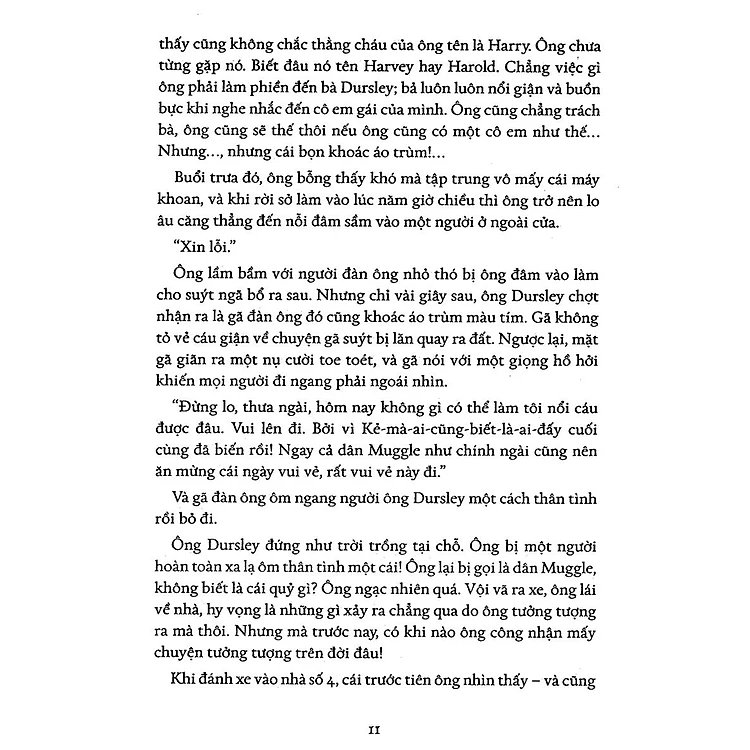 thấy cũng không chắc thằng cháu của ông tên là Harry. Ông chưa
từng gặp nó. Biết đâu nó tên Harvey hay Harold. Chẳng việc gì
ông phải làm phiền đến bà Dursley; bả luôn luôn nổi giận và buồn
bực khi nghe nhắc đến cô em gái của mình. Ông cũng chẳng trách
bà, ông cũng sẽ thế thôi nếu ông cũng có một cô em như thế...
Nhưng..., nhưng cái bọn khoác áo trùm!...
Buổi trưa đó, ông bỗng thấy khó mà tập trung vô mấy cái máy
khoan, và khi rời sở làm vào lúc năm giờ chiều thì ông trở nên lo
âu căng thẳng đến nỗi đâm sầm vào một người ở ngoài cửa.
“Xin lỗi.”
Ông lầm bầm với người đàn ông nhỏ thó bị ông đâm vào làm
cho suýt ngã bổ ra sau. Nhưng chỉ vài giây sau, ông Dursley chợt
nhận ra là gã đàn ông đó cũng khoác áo trùm màu tím. Gã không
tỏ vẻ cáu giận về chuyện gã suýt bị lăn quay ra đất. Ngược lại, mặt
gã giãn ra một nụ cười toe toét, và gã nói với một giọng hồ hởi
khiến mọi người đi ngang phải ngoái nhìn.
“Đừng lo, thưa ngài, hôm nay không gì có thể làm tôi nổi cáu
được đâu. Vui lên đi. Bởi vì Kẻ-mà-ai-cũng-biết-là-ai-đấy cuối
cùng đã biến rồi! Ngay cả dân Muggle như chính ngài cũng nên
ăn mừng cái ngày vui vẻ, rất vui vẻ này đi.”
Và gã đàn ông ôm ngang người ông Dursley một cách thân tình
rồi bỏ đi.
Ông Dursley đứng như trời trồng tại chỗ. Ông bị một người
hoàn toàn xa lạ ôm thân tình một cái! Ông lại bị gọi là dân Muggle,
không biết là cái quỷ gì? Ông ngạc nhiên quá. Vội vã ra xe, ông lái
về nhà, hy vọng là những gì xảy ra chẳng qua do ông tưởng tượng
ra mà thôi. Nhưng mà trước nay, có khi nào ông công nhận mấy
chuyện tưởng tượng trên đời đâu!
Khi đánh xe vào nhà số 4, cái trước tiên ông nhìn thấy – và cũng
11